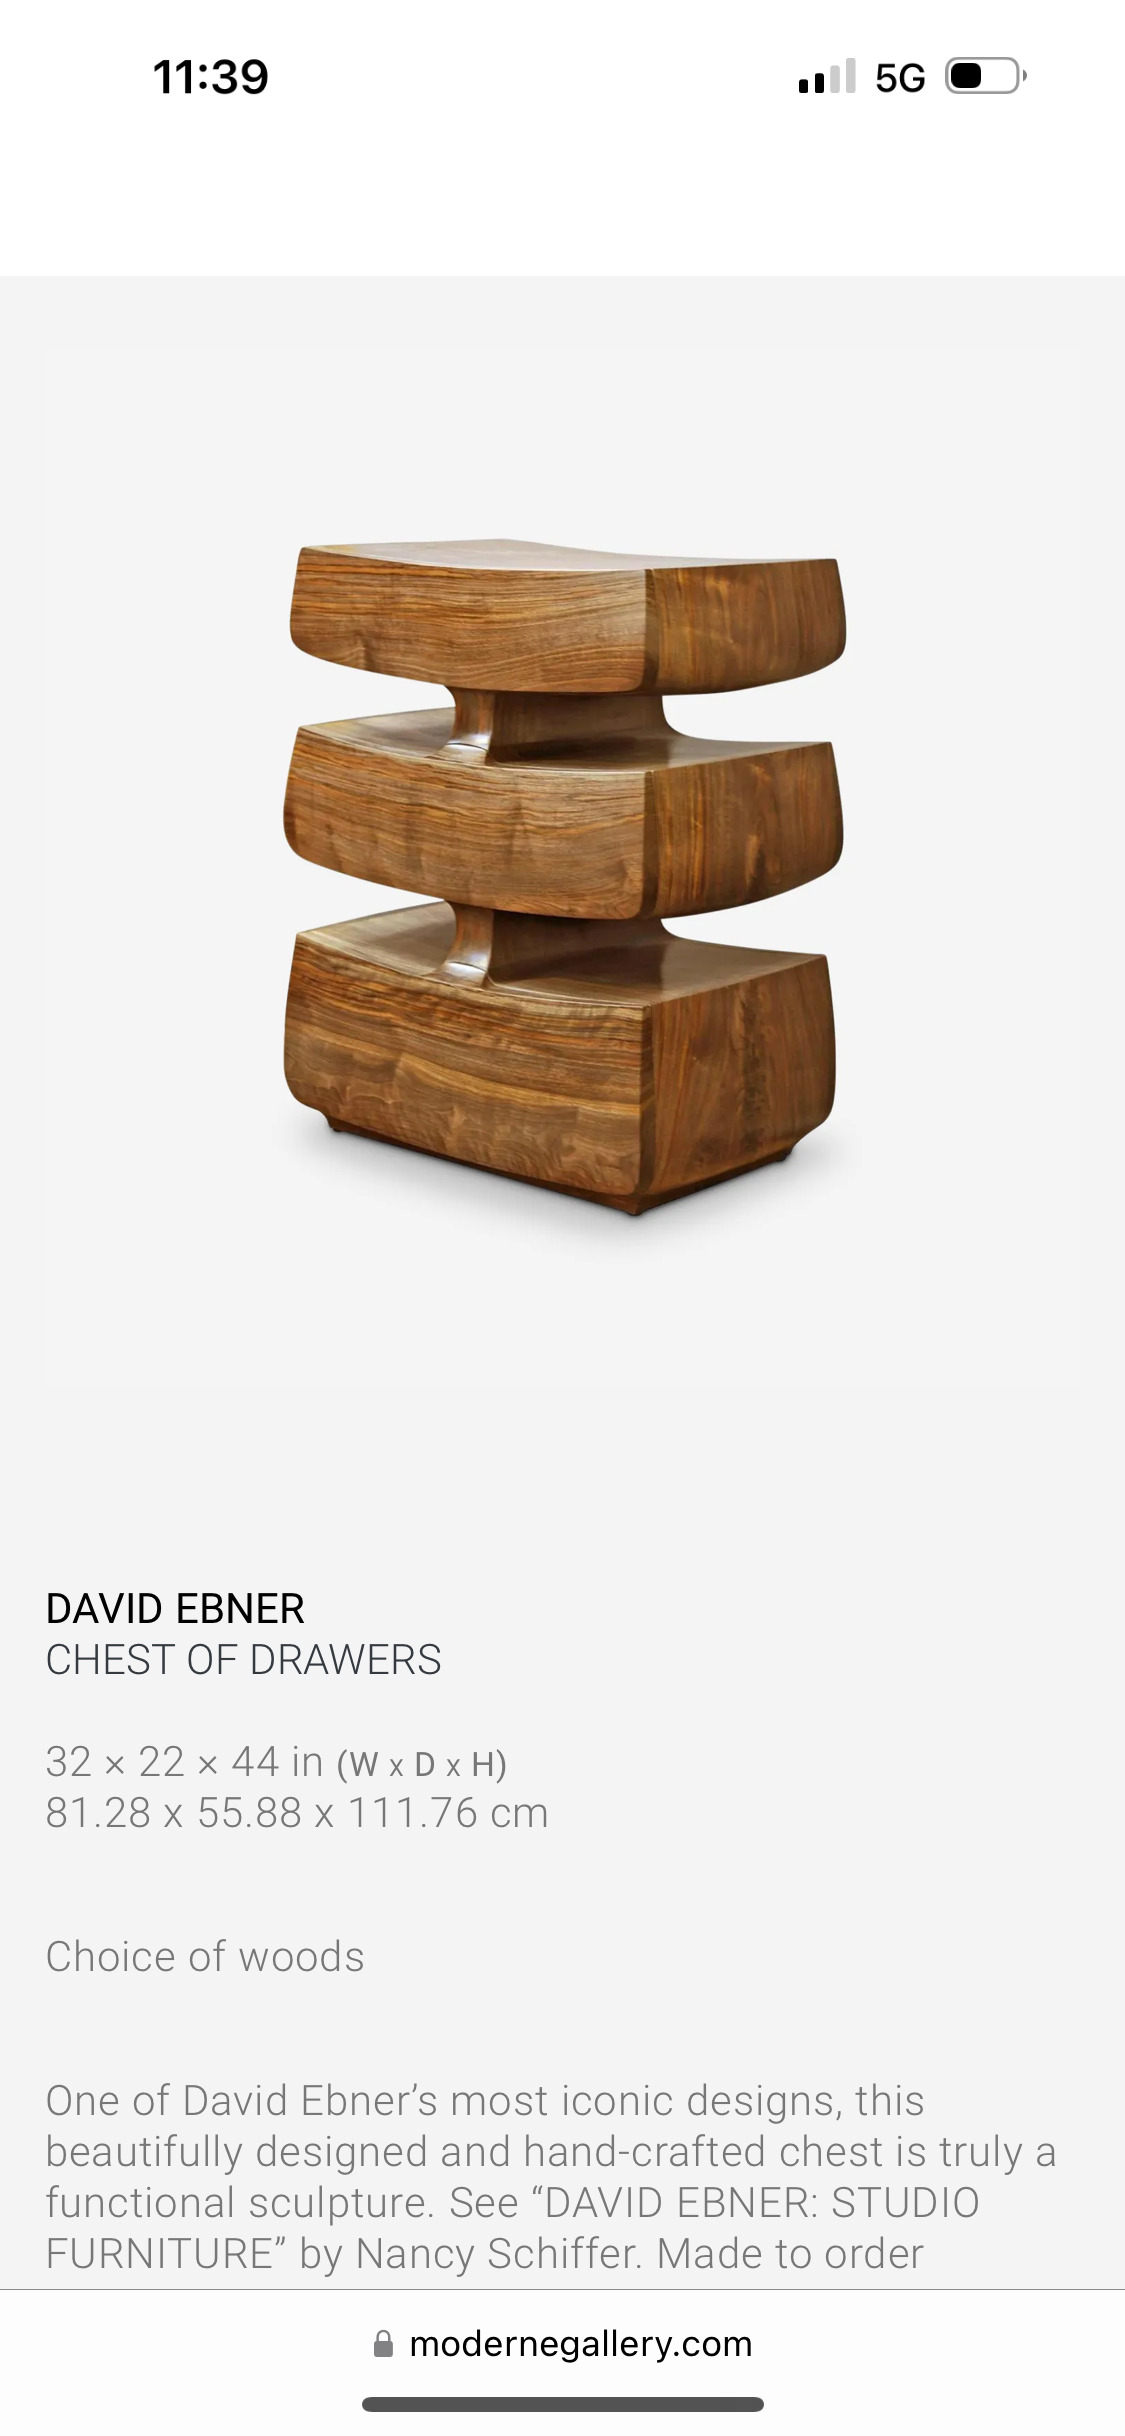 11:39
5G
DAVID EBNER
CHEST OF DRAWERS
32 × 22 × 44 in (W x D x H)
81.28 x 55.88 x 111.76 cm
Choice of woods
One of David Ebner’s most iconic designs, this
beautifully designed and hand-crafted chest is truly a
functional sculpture. See “DAVID EBNER: STUDIO
FURNITURE” by Nancy Schiffer. Made to order
modernegallery.com